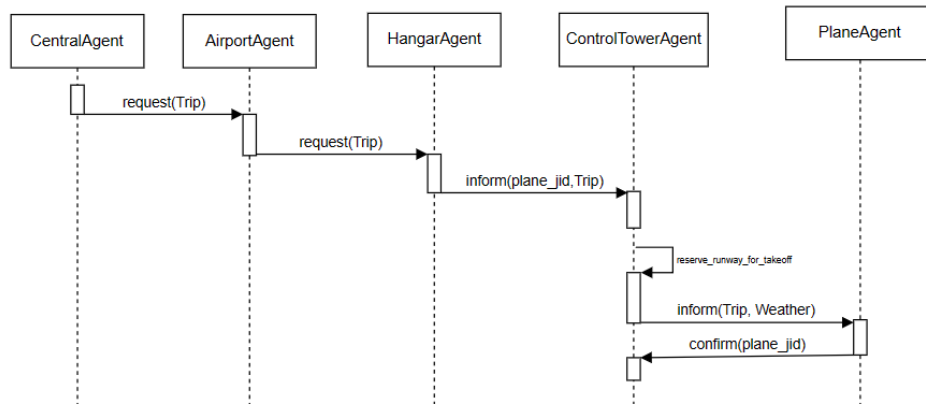 CentralAgent
AirportAgent
HangarAgent
ControlTowerAgent
PlaneAgent
request(Trip)
request(Trip)
inform(plane_jid,Trip)
reserve_runway_for_takeoff
inform(Trip, Weather)
confirm(plane_jid)